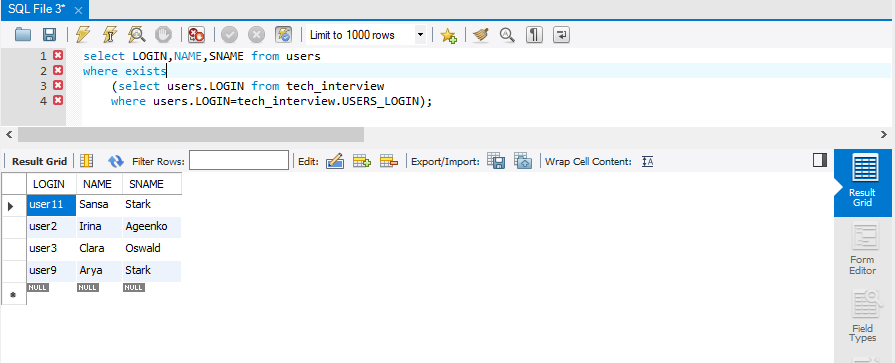 SQL File 3*
Limit to 1000 rows
1 select LOGIN,NAME,SNAME from users
2 where exists
3 (select users.LOGIN from tech_interview
4 where users.LOGIN=tech_interview.USERS_LOGIN);
Result Grid Filter Rows: Edit: Export/Import: Wrap Cell Content:
LOGIN NAME SNAME
user11 Sansa Stark
user2 Irina Ageenko
user3 Clara Oswald
user9 Arya Stark
NULL NULL NULL
Result
Grid
Form
Editor
Field
Types